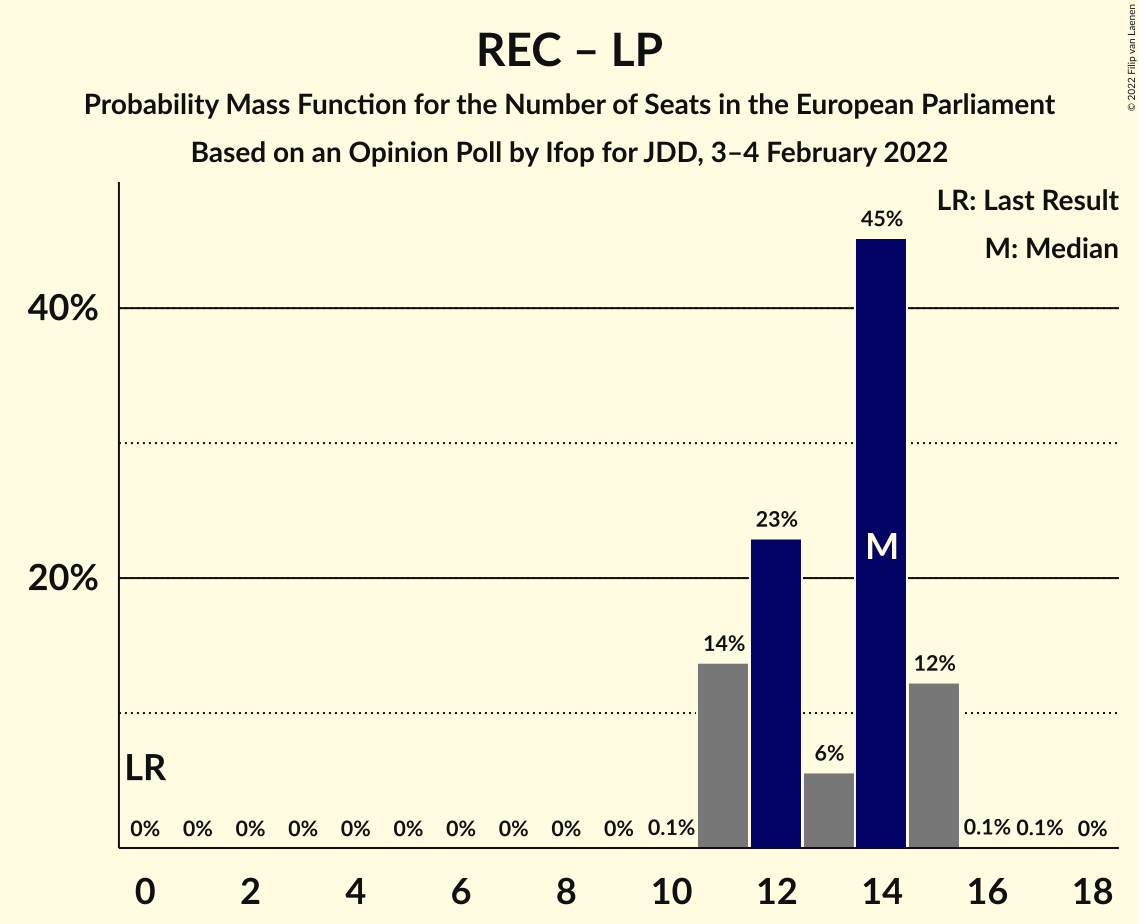 REC – LP
Probability Mass Function for the Number of Seats in the European Parliament
Based on an Opinion Poll by Ifop for JDD, 3–4 February 2022
© 2022 Filip van Laenen
LR: Last Result
M: Median
40%
20%
45%
23%
M
14%
12%
6%
LR
0% 0% 0% 0% 0% 0% 0% 0% 0% 0% 0.1% 0.1% 0.1% 0%
0 2 4 6 8 10 12 14 16 18